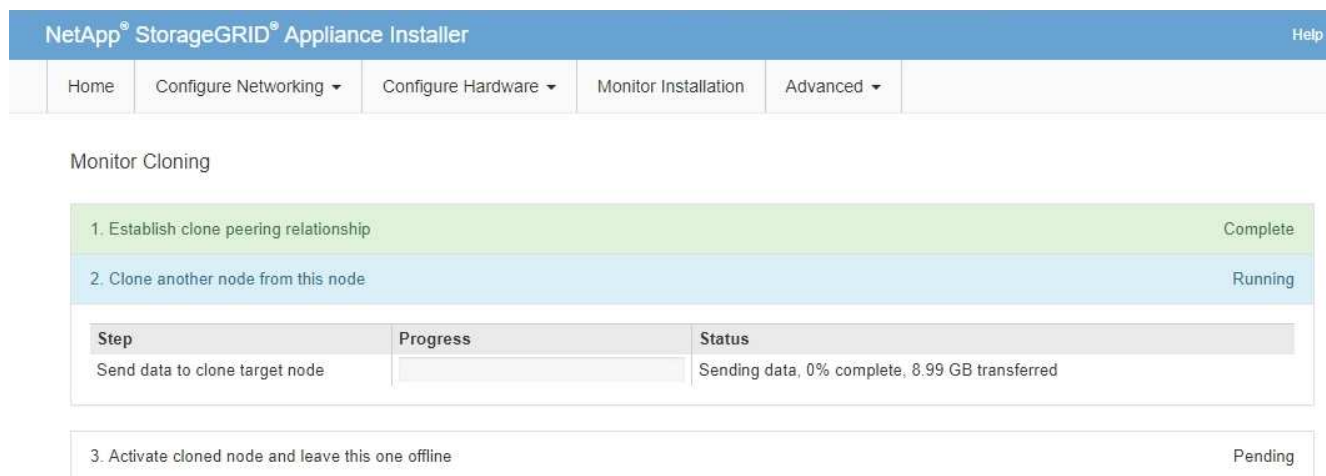 NetApp® StorageGRID® Appliance Installer Help
Home Configure Networking Configure Hardware Monitor Installation Advanced
Monitor Cloning
1. Establish clone peering relationship Complete
2. Clone another node from this node Running
Step Progress Status
Send data to clone target node Sending data, 0% complete, 8.99 GB transferred
3. Activate cloned node and leave this one offline Pending